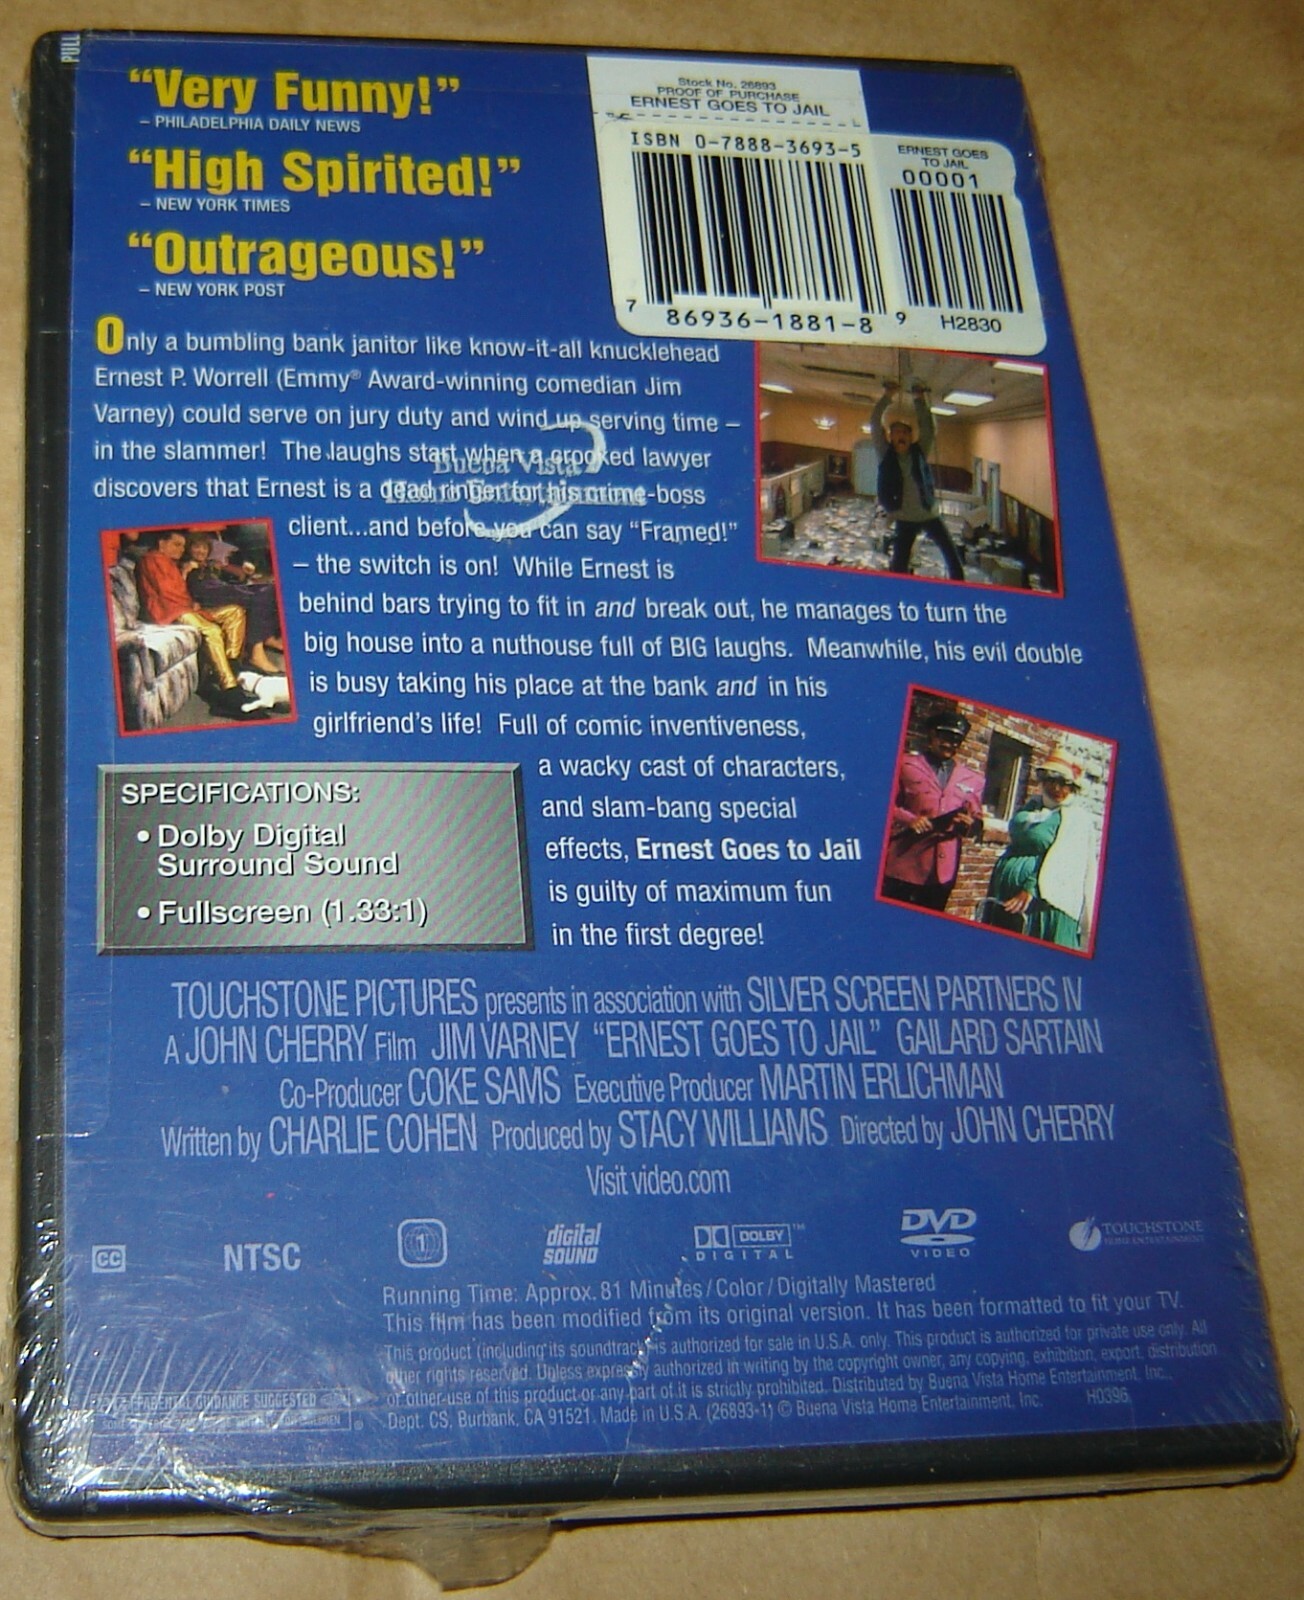 PULL
“Very Funny!”
– PHILADELPHIA DAILY NEWS
“High Spirited!”
– NEW YORK TIMES
“Outrageous!”
– NEW YORK POST
Stock No. 26893
PROOF OF PURCHASE
ERNEST GOES TO JAIL
ISBN 0-7888-3693-5
7 86936-1881-8 9
ERNEST GOES
TO JAIL
00001
H2830
Only a bumbling bank janitor like know-it-all knucklehead
Ernest P. Worrell (Emmy® Award-winning comedian Jim
Varney) could serve on jury duty and wind up serving time –
in the slammer! The laughs start when a crooked lawyer
discovers that Ernest is a dead ringer for his crime-boss
client...and before you can say “Framed!”
– the switch is on! While Ernest is
behind bars trying to fit in and break out, he manages to turn the
big house into a nuthouse full of BIG laughs. Meanwhile, his evil double
is busy taking his place at the bank and in his
girlfriend's life! Full of comic inventiveness,
a wacky cast of characters,
and slam-bang special
effects, Ernest Goes to Jail
is guilty of maximum fun
in the first degree!
Buena Vista
Home Entertainment
SPECIFICATIONS:
• Dolby Digital
Surround Sound
• Fullscreen (1.33:1)
TOUCHSTONE PICTURES presents in association with SILVER SCREEN PARTNERS IV
A JOHN CHERRY Film JIM VARNEY “ERNEST GOES TO JAIL” GAILARD SARTAIN
Co-Producer COKE SAMS Executive Producer MARTIN ERLICHMAN
Written by CHARLIE COHEN Produced by STACY WILLIAMS Directed by JOHN CHERRY
Visit video.com
CC
NTSC
1
digital
SOUND
DOLBY™
DIGITAL
DVD
VIDEO
TOUCHSTONE
HOME ENTERTAINMENT
Running Time: Approx. 81 Minutes / Color / Digitally Mastered
This film has been modified from its original version. It has been formatted to fit your TV.
This product (including its soundtrack) is authorized for sale in U.S.A. only. This product is authorized for private use only. All
other rights reserved. Unless expressly authorized in writing by the copyright owner, any copying, exhibition, export, distribution
or other use of this product or any part of it is strictly prohibited. Distributed by Buena Vista Home Entertainment, Inc.,
Dept. CS, Burbank, CA 91521. Made in U.S.A. (26893-1) © Buena Vista Home Entertainment, Inc. H0396
PARENTAL GUIDANCE SUGGESTED